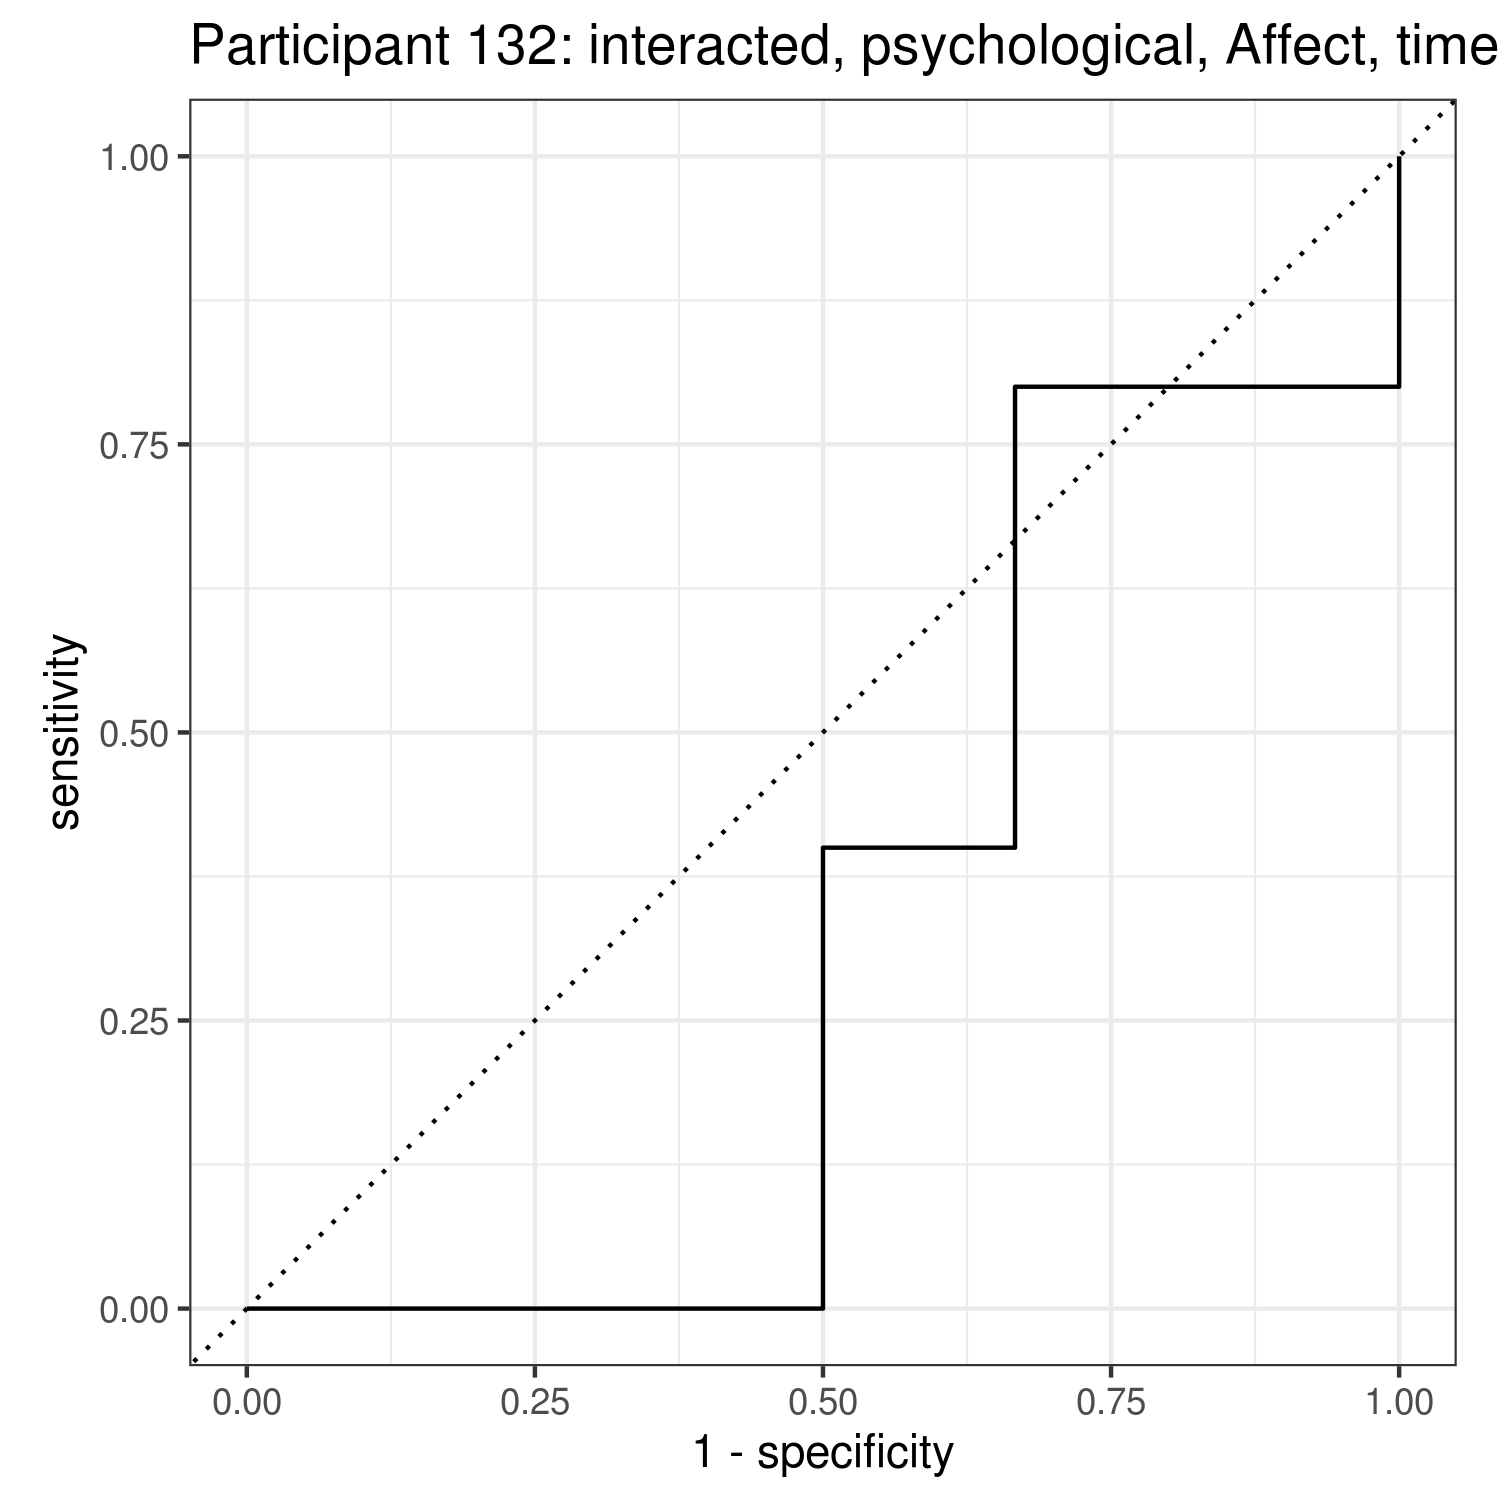 Participant 132: interacted, psychological, Affect, time
1.00
0.75
0.50
0.25
0.00
sensitivity
0.00 0.25 0.50 0.75 1.00
1 - specificity